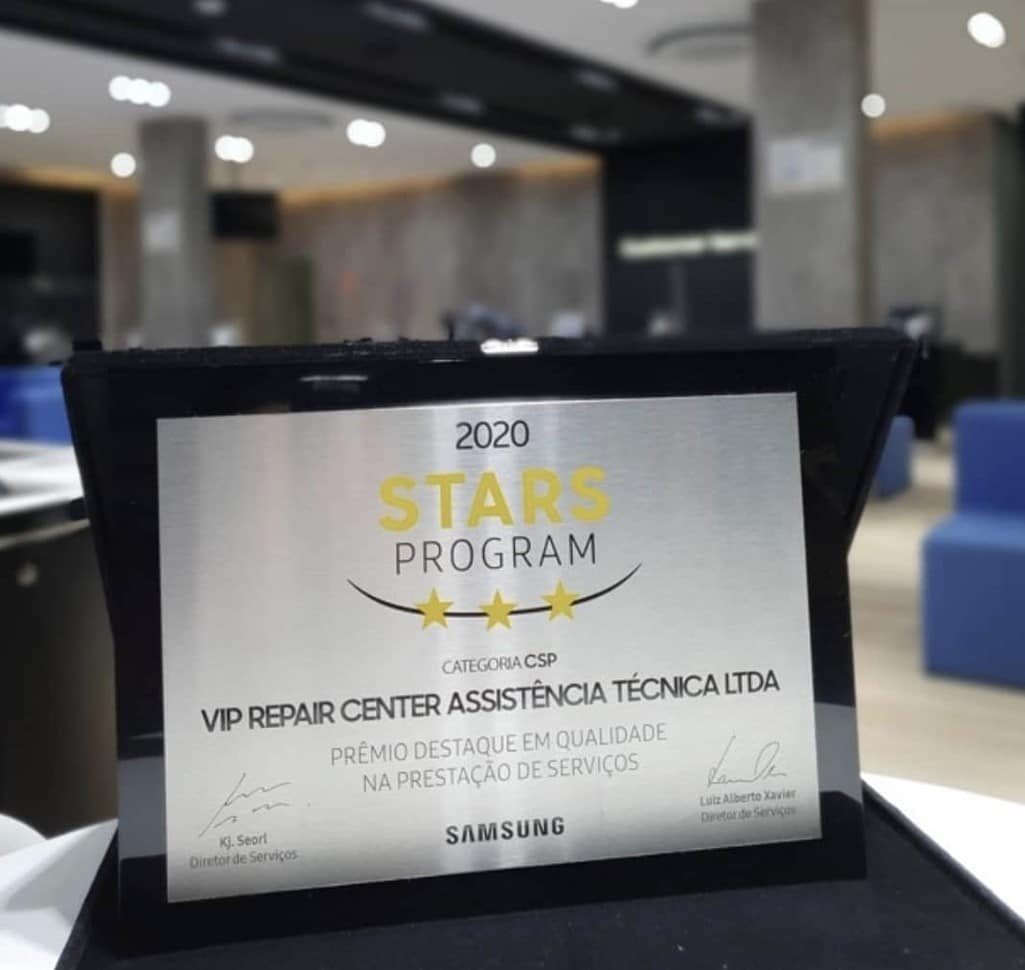 2020
STARS
PROGRAM
CATEGORIA CSP
VIP REPAIR CENTER ASSISTÊNCIA TÉCNICA LTDA
PRÊMIO DESTAQUE EM QUALIDADE
NA PRESTAÇÃO DE SERVIÇOS
Kj. Seorl
Diretor de Serviços
SAMSUNG
Luiz Alberto Xavier
Diretor de Serviços